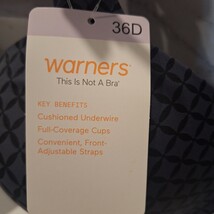 36D
warners®
This Is Not A Bra®
KEY BENEFITS
Cushioned Underwire
Full-Coverage Cups
Convenient, Front-
Adjustable Straps